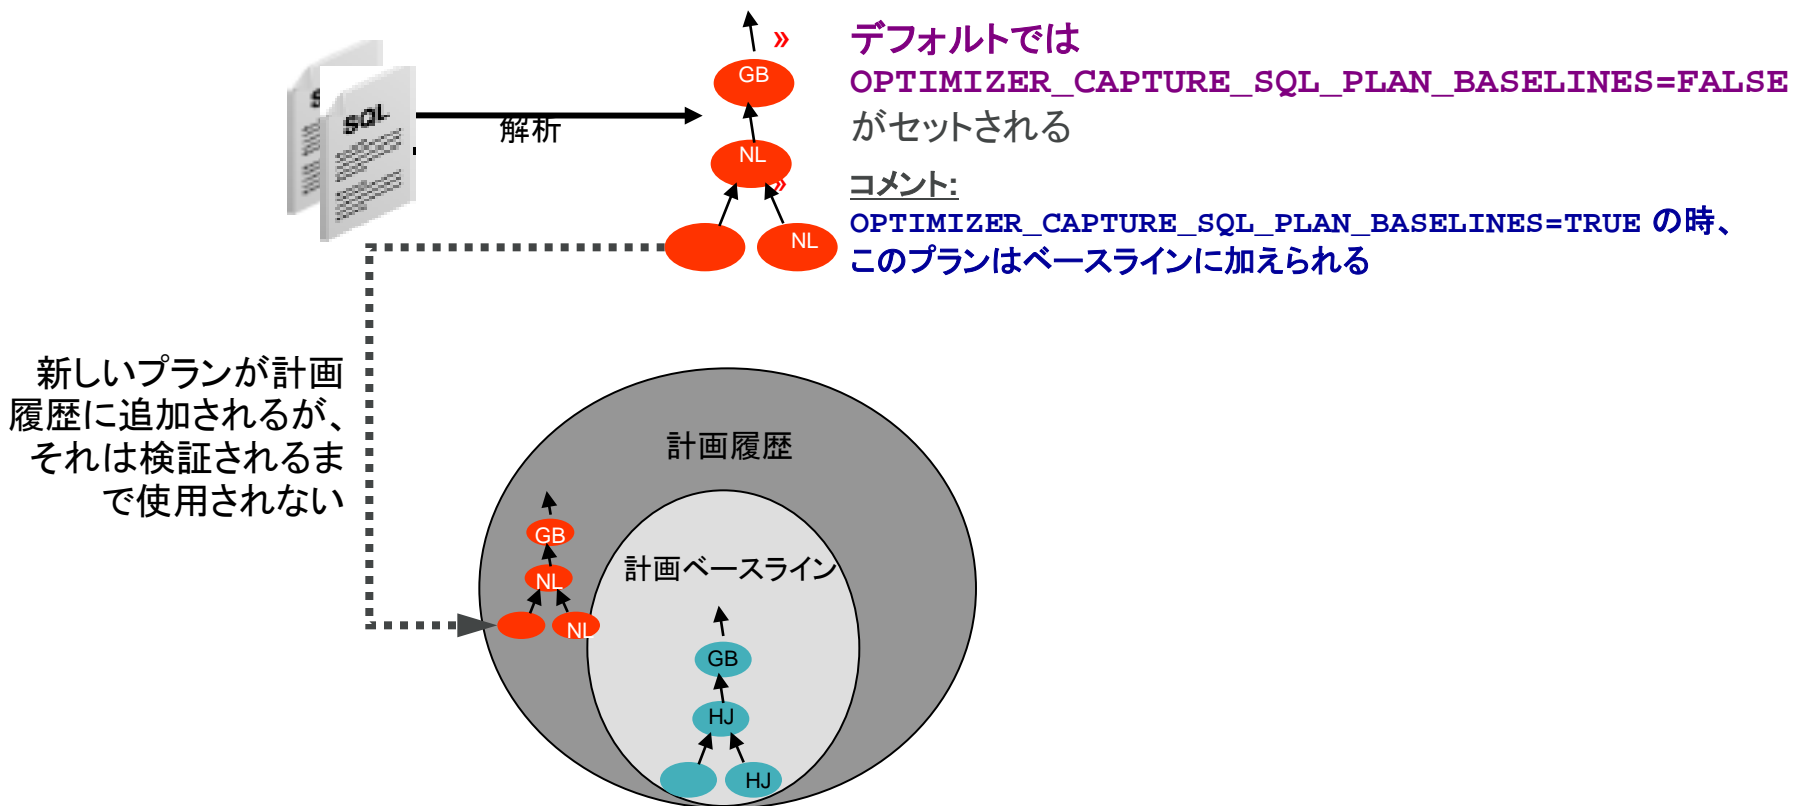 デフォルトでは
OPTIMIZER_CAPTURE_SQL_PLAN_BASELINES=FALSE
がセットされる
コメント:
OPTIMIZER_CAPTURE_SQL_PLAN_BASELINES=TRUE の時、
このプランはベースラインに加えられる
SQL
解析
»
GB
NL
»
NL
新しいプランが計画
履歴に追加されるが、
それは検証されるま
で使用されない
計画履歴
GB
NL
NL
計画ベースライン
GB
HJ
HJ